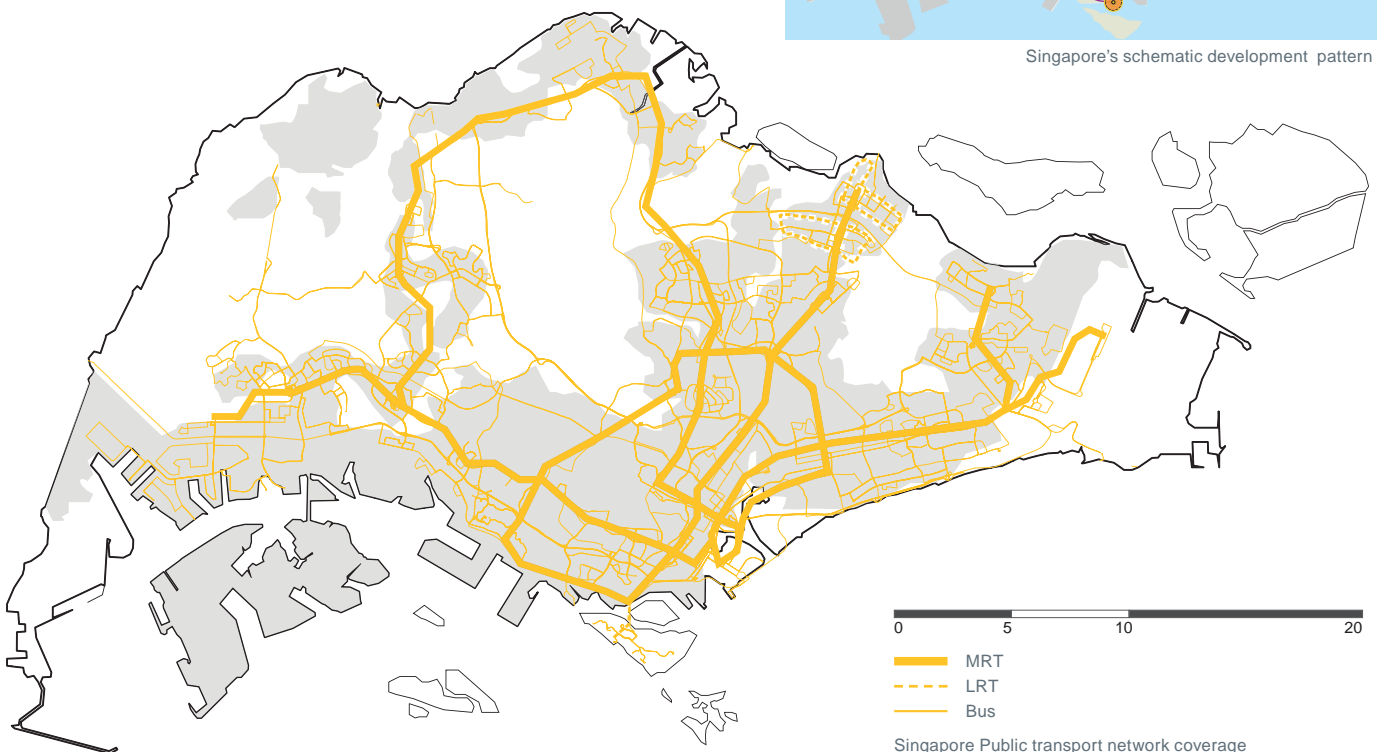 Singapore's schematic development pattern
0 5 10 20
MRT
LRT
Bus
Singapore Public transport network coverage